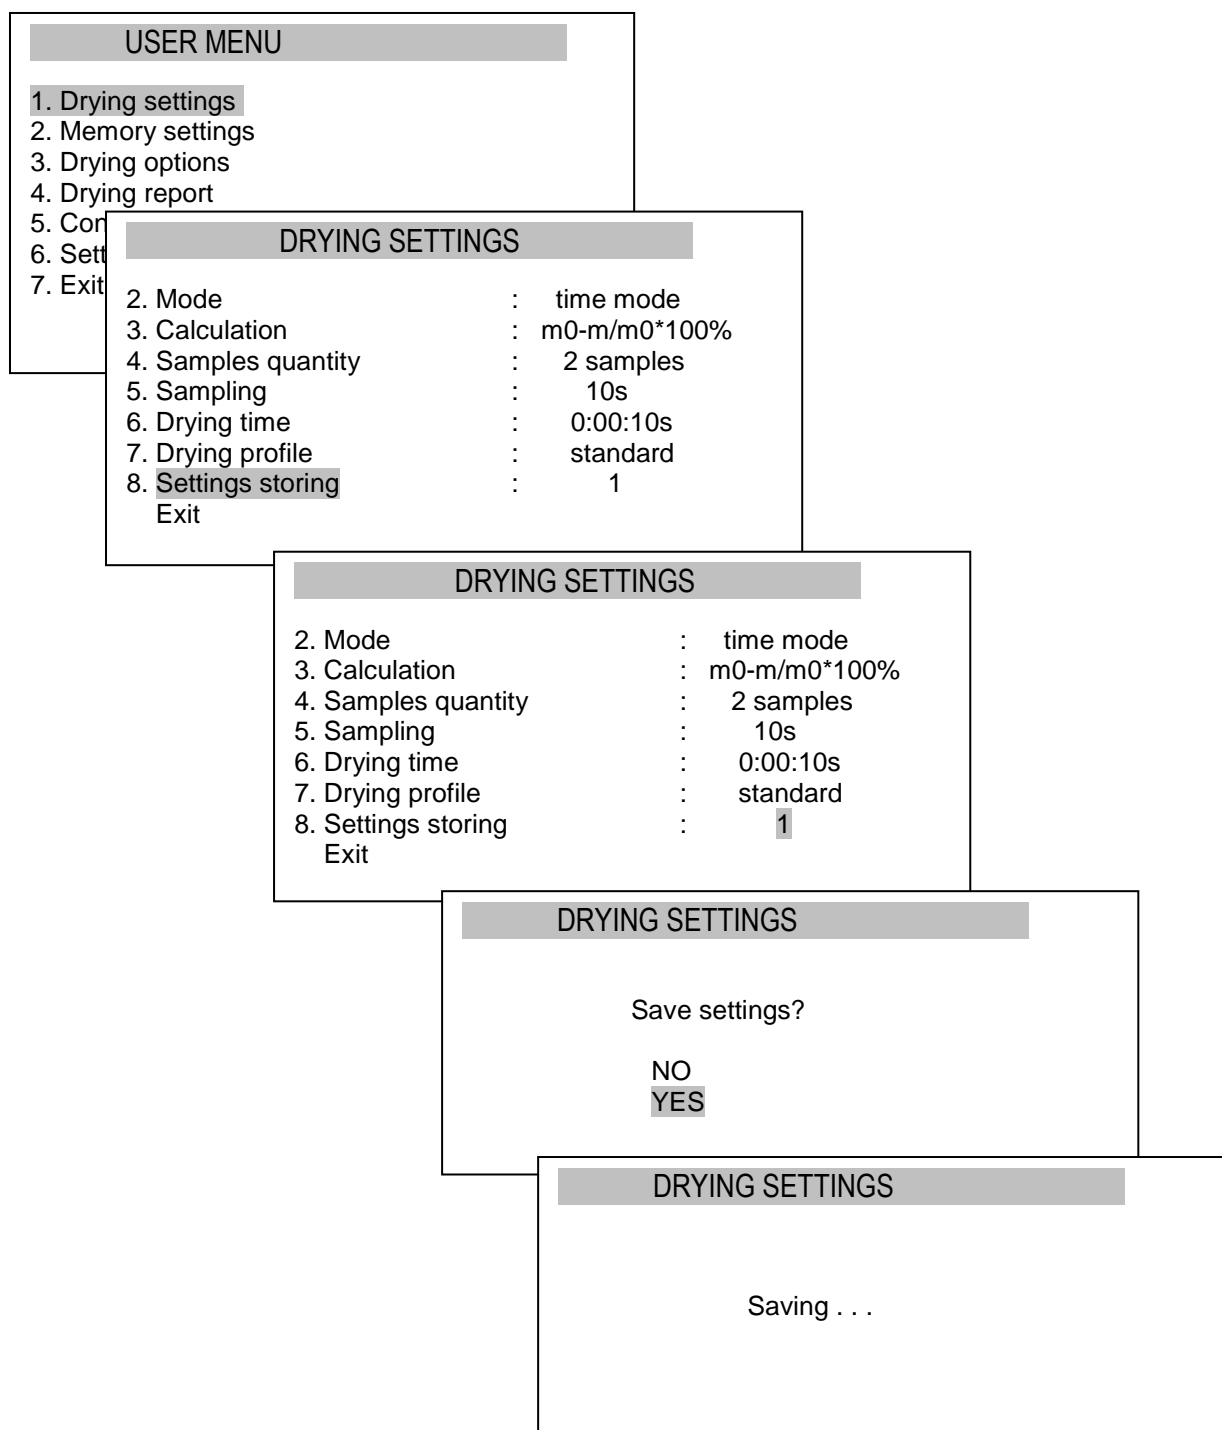 USER MENU
1. Drying settings
2. Memory settings
3. Drying options
4. Drying report
5. Con
6. Sett
7. Exit
DRYING SETTINGS
2. Mode : time mode
3. Calculation : m0-m/m0*100%
4. Samples quantity : 2 samples
5. Sampling : 10s
6. Drying time : 0:00:10s
7. Drying profile : standard
8. Settings storing : 1
Exit
DRYING SETTINGS
2. Mode : time mode
3. Calculation : m0-m/m0*100%
4. Samples quantity : 2 samples
5. Sampling : 10s
6. Drying time : 0:00:10s
7. Drying profile : standard
8. Settings storing : 1
Exit
DRYING SETTINGS
Save settings?
NO
YES
DRYING SETTINGS
Saving . . .